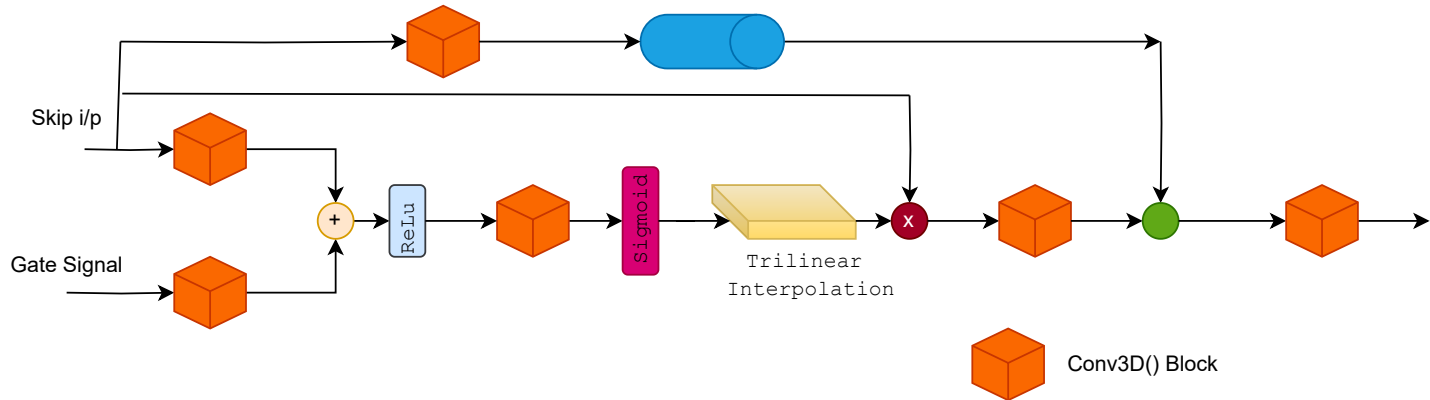 Skip i/p
+
ReLu
Sigmoid
x
Gate Signal
Trilinear
Interpolation
Conv3D() Block